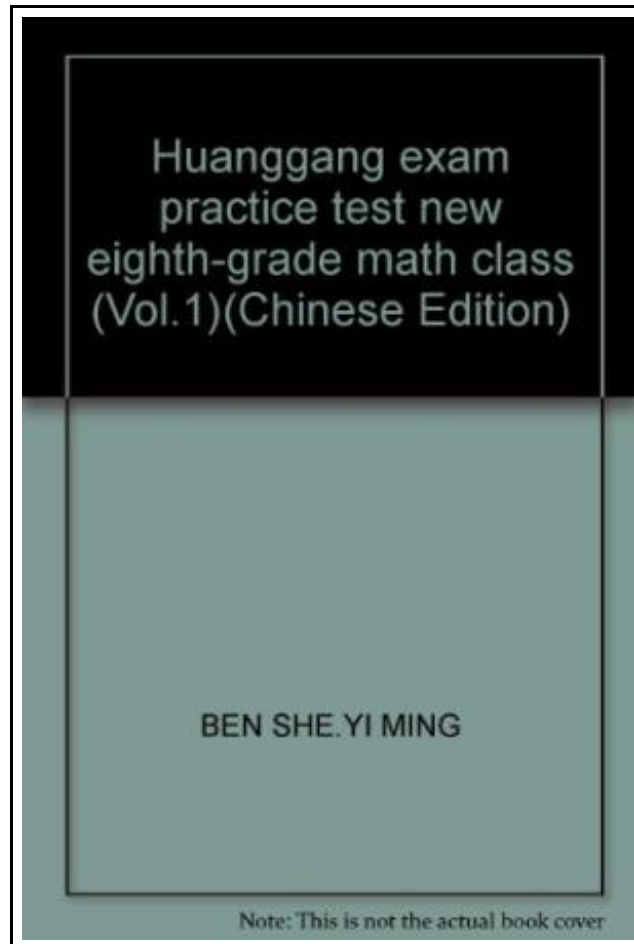 Huanggang exam
practice test new
eighth-grade math class
(Vol.1)(Chinese Edition)
BEN SHE.YI MING
Note: This is not the actual book cover